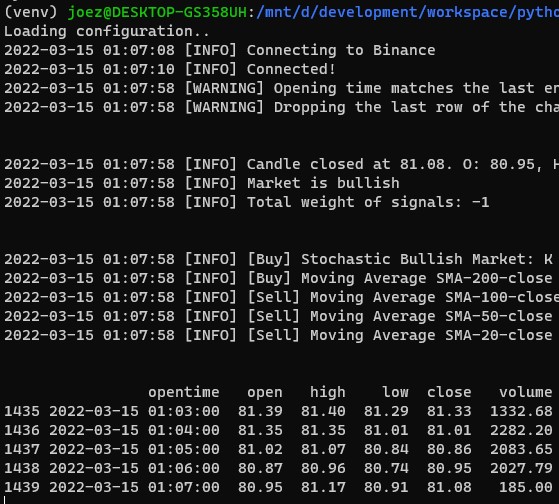 (venv) joez@DESKTOP-GS358UH:/mnt/d/development/workspace/pytho
Loading configuration..
2022-03-15 01:07:08 [INFO] Connecting to Binance
2022-03-15 01:07:10 [INFO] Connected!
2022-03-15 01:07:58 [WARNING] Opening time matches the last en
2022-03-15 01:07:58 [WARNING] Dropping the last row of the cha
2022-03-15 01:07:58 [INFO] Candle closed at 81.08. O: 80.95, H
2022-03-15 01:07:58 [INFO] Market is bullish
2022-03-15 01:07:58 [INFO] Total weight of signals: -1
2022-03-15 01:07:58 [INFO] [Buy] Stochastic Bullish Market: K
2022-03-15 01:07:58 [INFO] [Buy] Moving Average SMA-200-close
2022-03-15 01:07:58 [INFO] [Sell] Moving Average SMA-100-close
2022-03-15 01:07:58 [INFO] [Sell] Moving Average SMA-50-close
2022-03-15 01:07:58 [INFO] [Sell] Moving Average SMA-20-close
opentime open high low close volume
1435 2022-03-15 01:03:00 81.39 81.40 81.29 81.33 1332.68
1436 2022-03-15 01:04:00 81.35 81.35 81.01 81.01 2282.20
1437 2022-03-15 01:05:00 81.02 81.07 80.84 80.86 2083.65
1438 2022-03-15 01:06:00 80.87 80.96 80.74 80.95 2027.79
1439 2022-03-15 01:07:00 80.95 81.17 80.91 81.08 185.00